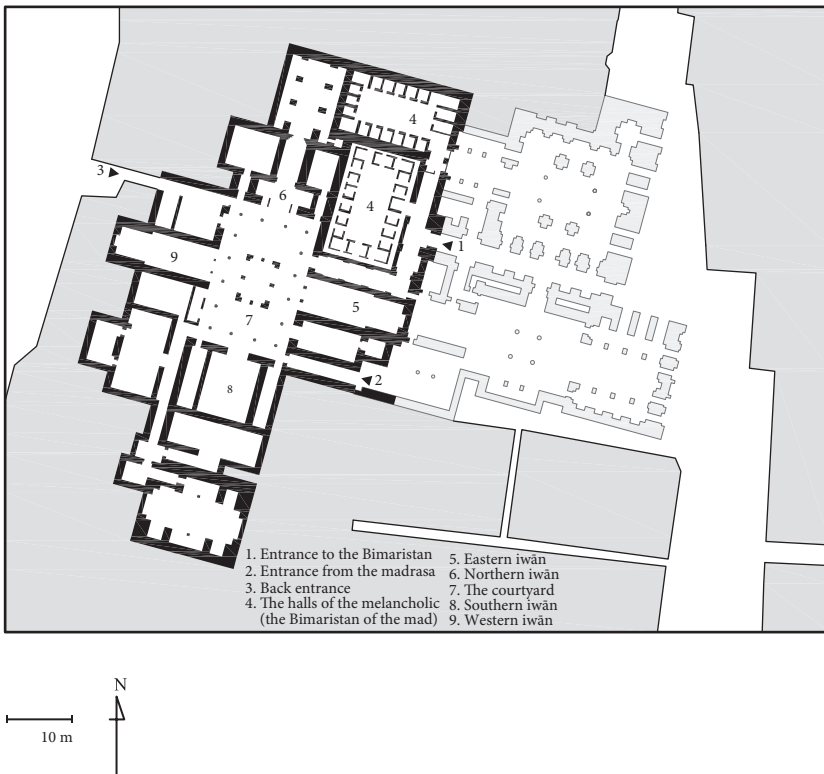 4
3
6
4
1
9
5
7
2
8
1. Entrance to the Bimaristan
2. Entrance from the madrasa
3. Back entrance
4. The halls of the melancholic
(the Bimaristan of the mad)
5. Eastern iwān
6. Northern iwān
7. The courtyard
8. Southern iwān
9. Western iwān
N
10 m